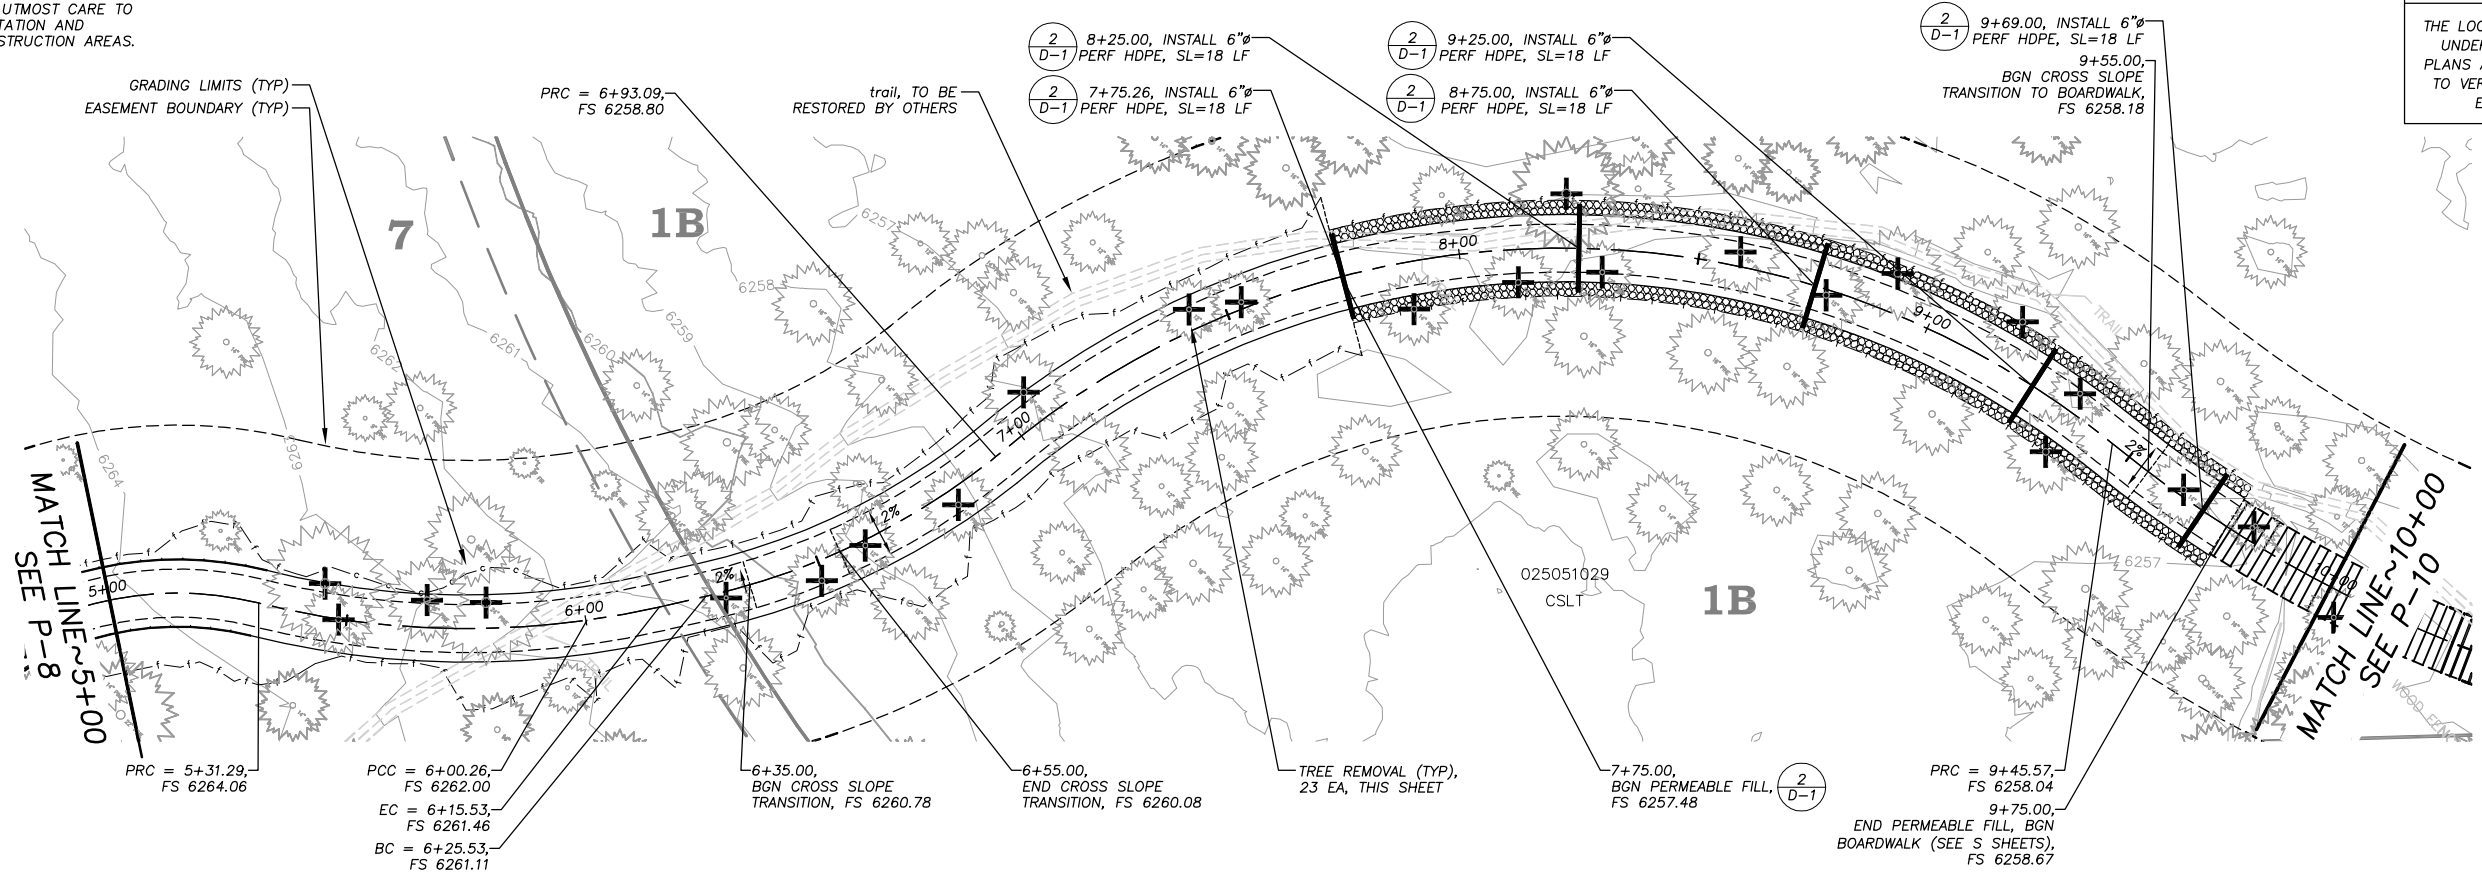 UTMOST CARE TO
TATION AND
STRUCTION AREAS.
GRADING LIMITS (TYP)
EASEMENT BOUNDARY (TYP)
PRC = 6+93.09,
FS 6258.80
trail, TO BE
RESTORED BY OTHERS
2
D-1
8+25.00, INSTALL 6"ø
PERF HDPE, SL=18 LF
2
D-1
7+75.26, INSTALL 6"ø
PERF HDPE, SL=18 LF
2
D-1
9+25.00, INSTALL 6"ø
PERF HDPE, SL=18 LF
2
D-1
8+75.00, INSTALL 6"ø
PERF HDPE, SL=18 LF
2
D-1
9+69.00, INSTALL 6"ø
PERF HDPE, SL=18 LF
9+55.00,
BGN CROSS SLOPE
TRANSITION TO BOARDWALK,
FS 6258.18
THE LOC
UNDER
PLANS A
TO VER
E
7
1B
6257
6258
6259
6260
6261
6264
8+00
9+00
TRAIL
7+00
2%
2%
2%
5+00
6+00
10+00
6257
MATCH LINE~5+00
SEE P-8
025051029
CSLT
1B
MATCH LINE~10+00
SEE P-10
PRC = 5+31.29,
FS 6264.06
PCC = 6+00.26,
FS 6262.00
EC = 6+15.53,
FS 6261.46
BC = 6+25.53,
FS 6261.11
6+35.00,
BGN CROSS SLOPE
TRANSITION, FS 6260.78
6+55.00,
END CROSS SLOPE
TRANSITION, FS 6260.08
TREE REMOVAL (TYP),
23 EA, THIS SHEET
7+75.00,
BGN PERMEABLE FILL,
FS 6257.48
2
D-1
PRC = 9+45.57,
FS 6258.04
9+75.00,
END PERMEABLE FILL, BGN
BOARDWALK (SEE S SHEETS),
FS 6258.67